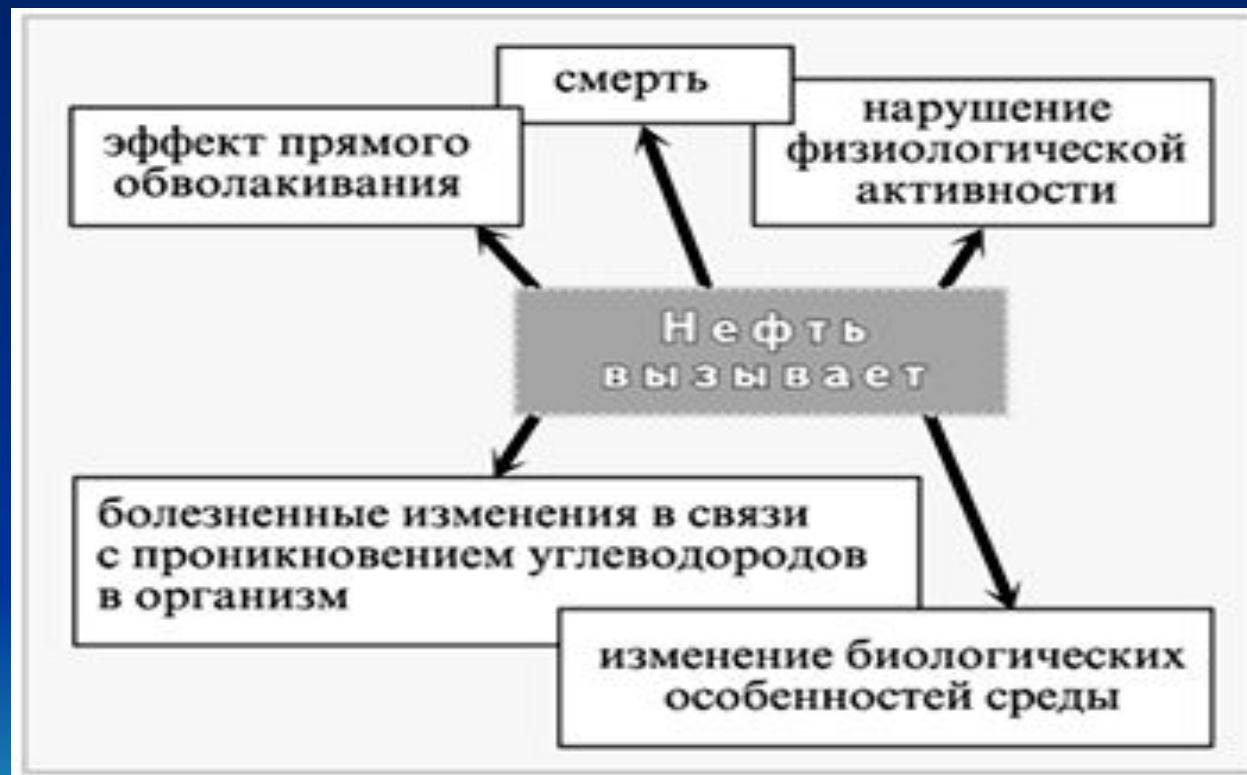 смерть
эффект прямого
обволакивания
нарушение
физиологической
активности
Нефть
вызывает
болезненные изменения в связи
с проникновением углеводородов
в организм
изменение биологических
особенностей среды